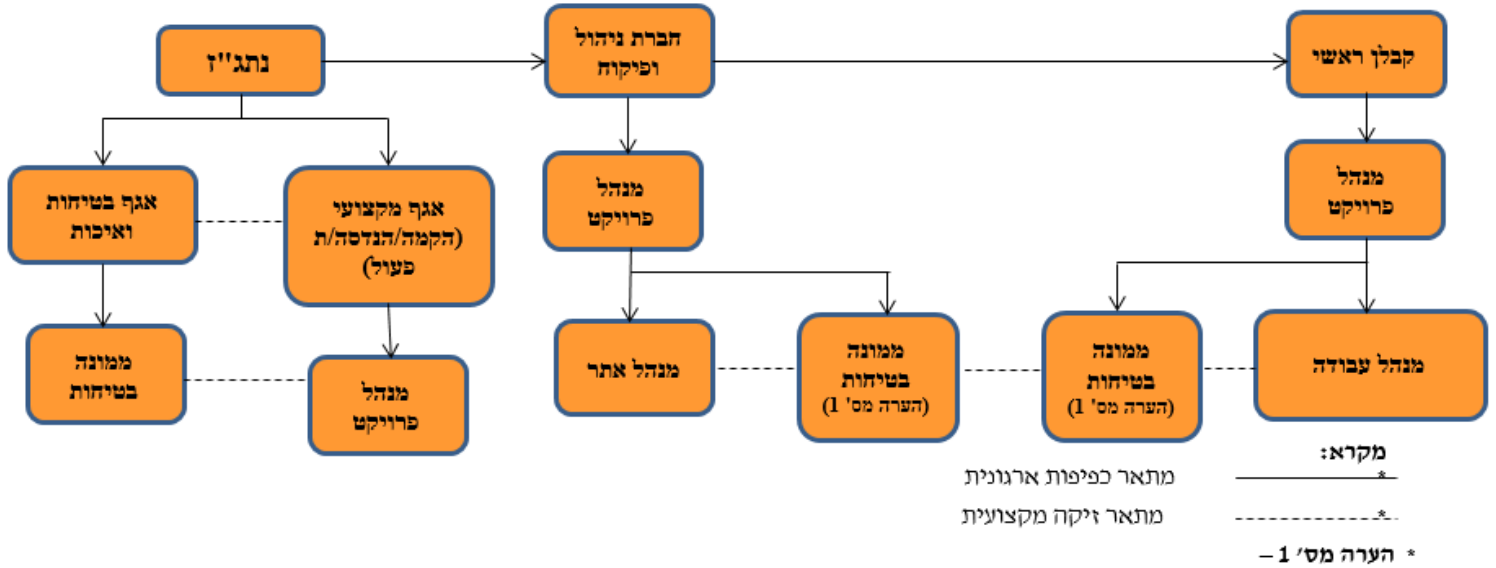 נתג"ז
חברת ניהול
ופיקוח
קבלן ראשי
אגף בטיחות
ואיכות
אגף מקצועי
(הקמה/הנדסה/ת
פעול)
מנהל
פרויקט
מנהל
פרויקט
ממונה
בטיחות
מנהל
פרויקט
מנהל אתר
ממונה
בטיחות
(הערה מס' 1)
ממונה
בטיחות
(הערה מס' 1)
מנהל עבודה
מקרא:
* מתאר כפיפות ארגונית
* מתאר זיקה מקצועית
* הערה מס' 1 –